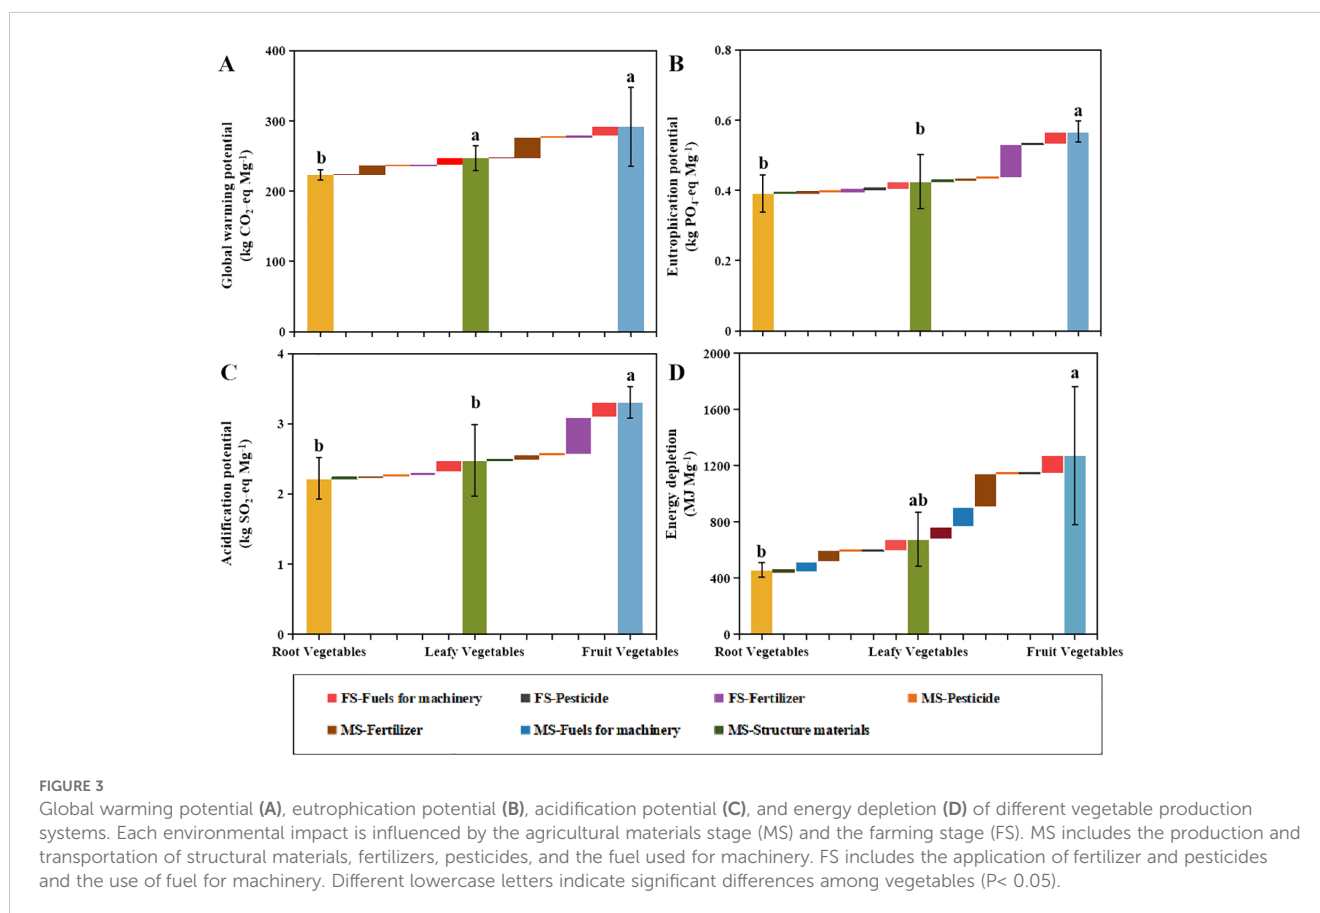 A
Global warming potential
(kg CO₂-eq Mg⁻¹)
400
300
200
100
0
b
a
a
B
Eutrophication potential
(kg PO₄-eq Mg⁻¹)
0.8
0.6
0.4
0.2
0
b
b
a
C
Acidification potential
(kg SO₂-eq Mg⁻¹)
4
3
2
1
0
b
b
a
Root Vegetables Leafy Vegetables Fruit Vegetables
D
Energy depletion
(MJ Mg⁻¹)
2000
1600
1200
800
400
0
b
ab
a
Root Vegetables Leafy Vegetables Fruit Vegetables
FS-Fuels for machinery FS-Pesticide FS-Fertilizer MS-Pesticide
MS-Fertilizer MS-Fuels for machinery MS-Structure materials
FIGURE 3
Global warming potential (A), eutrophication potential (B), acidification potential (C), and energy depletion (D) of different vegetable production
systems. Each environmental impact is influenced by the agricultural materials stage (MS) and the farming stage (FS). MS includes the production and
transportation of structural materials, fertilizers, pesticides, and the fuel used for machinery. FS includes the application of fertilizer and pesticides
and the use of fuel for machinery. Different lowercase letters indicate significant differences among vegetables (P< 0.05).